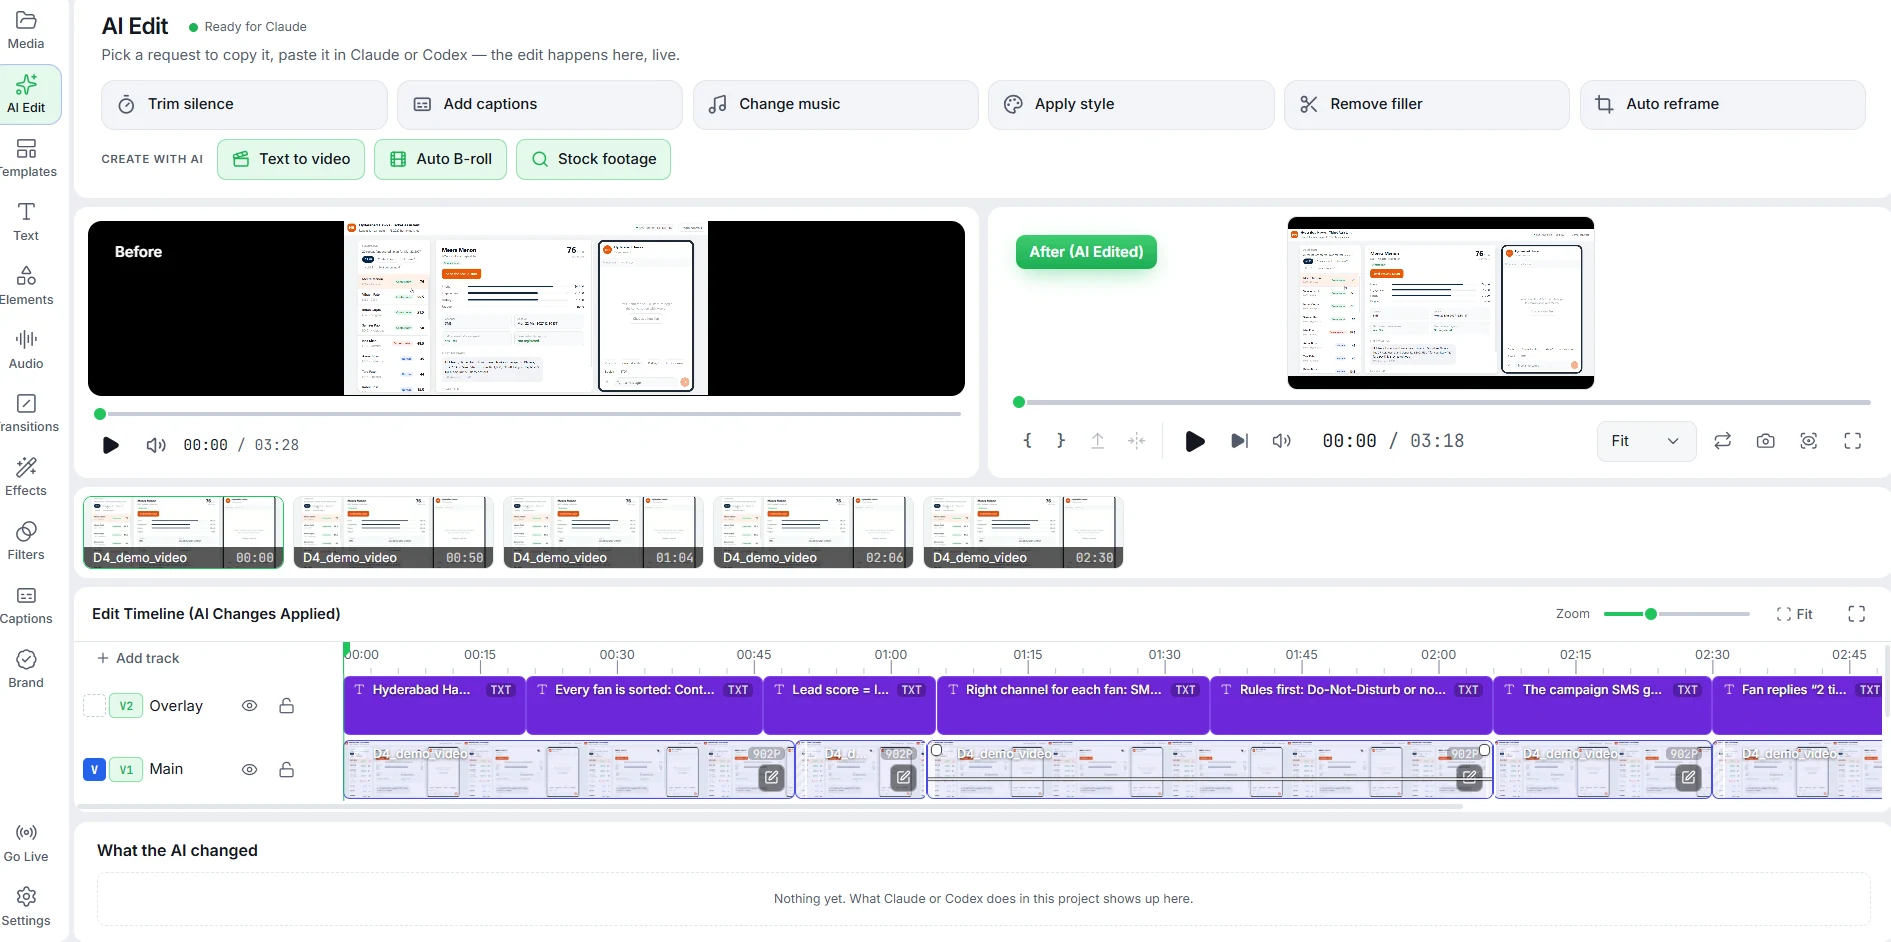 Media
AI Edit
Templates
Text
Elements
Audio
ransitions
Effects
Filters
Captions
Brand
Go Live
Settings
AI Edit
Ready for Claude
Pick a request to copy it, paste it in Claude or Codex — the edit happens here, live.
Trim silence
Add captions
Change music
Apply style
Remove filler
Auto reframe
CREATE WITH AI
Text to video
Auto B-roll
Stock footage
Before
Meera Menon
76
00:00 / 03:28
After (AI Edited)
Meera Menon
76
00:00 / 03:18
Fit
D4_demo_video 00:00
D4_demo_video 00:50
D4_demo_video 01:04
D4_demo_video 02:06
D4_demo_video 02:30
Edit Timeline (AI Changes Applied)
Zoom
Fit
Add track
00:00 00:15 00:30 00:45 01:00 01:15 01:30 01:45 02:00 02:15 02:30 02:45
V2 Overlay
T Hyderabad Ha... TXT
T Every fan is sorted: Cont... TXT
T Lead score = l... TXT
T Right channel for each fan: SM... TXT
T Rules first: Do-Not-Disturb or no... TXT
T The campaign SMS g... TXT
T Fan replies “2 ti... TXT
V V1 Main
D4_demo_video 902P
D4_d... 902P
D4_demo_video 902P
D4_demo_video 902P
D4_demo_video
What the AI changed
Nothing yet. What Claude or Codex does in this project shows up here.